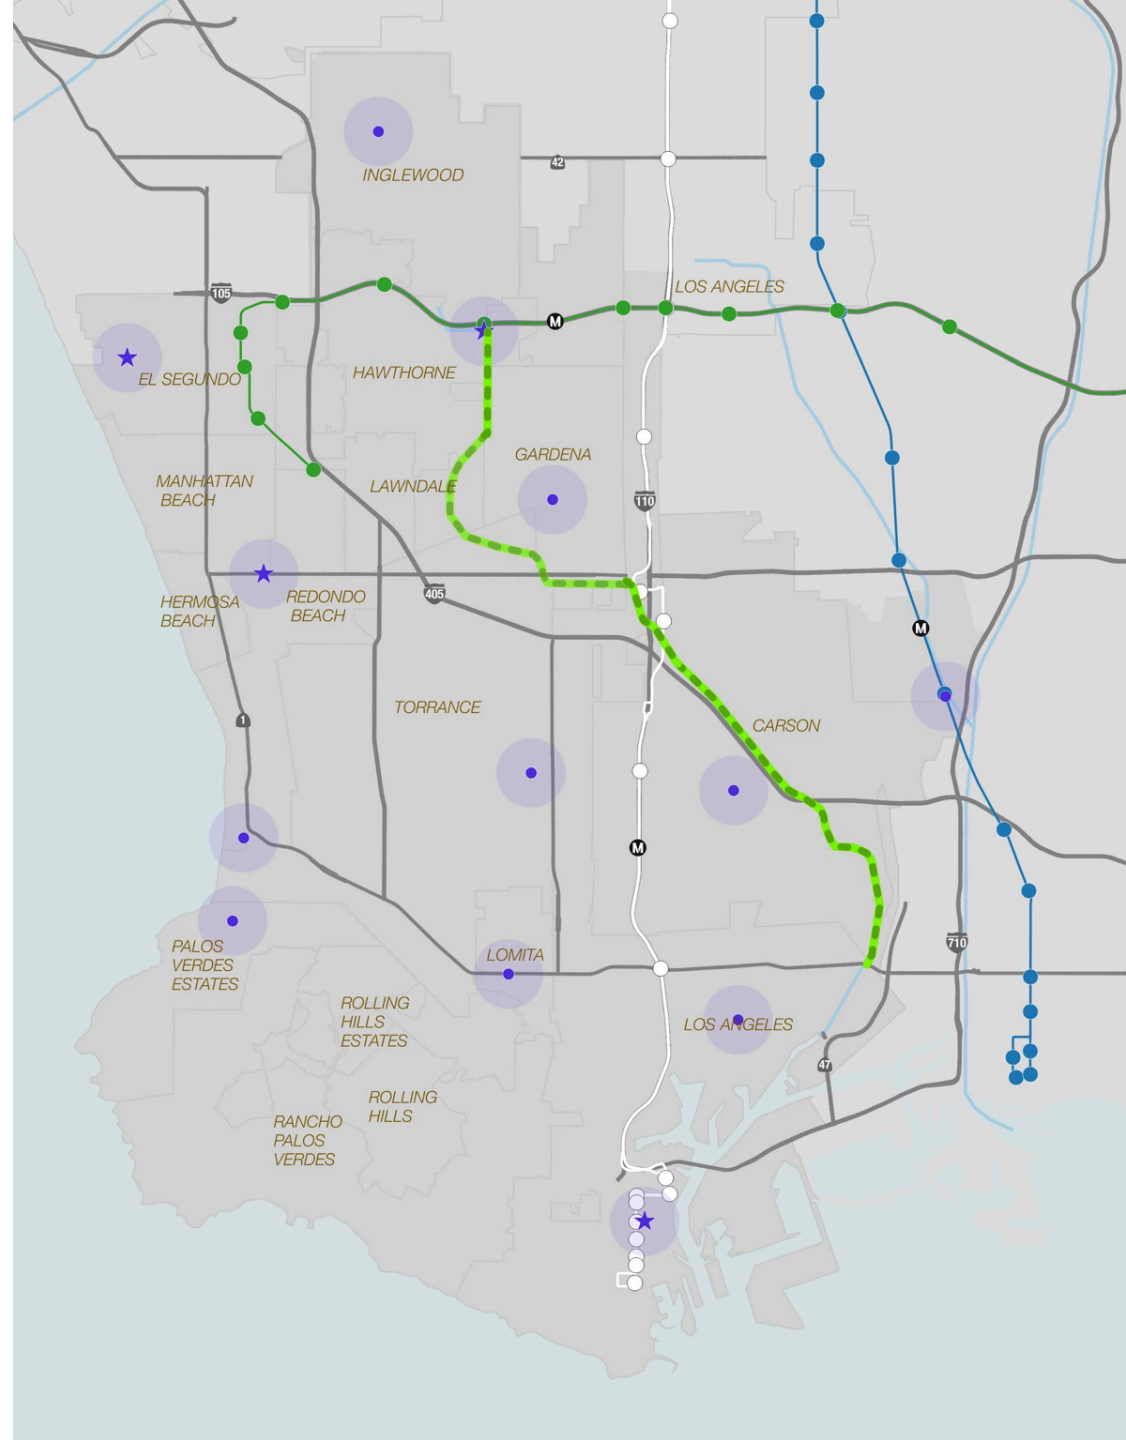 INGLEWOOD
42
105
LOS ANGELES
M
HAWTHORNE
EL SEGUNDO
GARDENA
MANHATTAN
BEACH
LAWNDALE
110
405
HERMOSA
BEACH
REDONDO
BEACH
M
1
TORRANCE
CARSON
M
710
PALOS
VERDES
ESTATES
LOMITA
ROLLING
HILLS
ESTATES
LOS ANGELES
47
ROLLING
HILLS
RANCHO
PALOS
VERDES